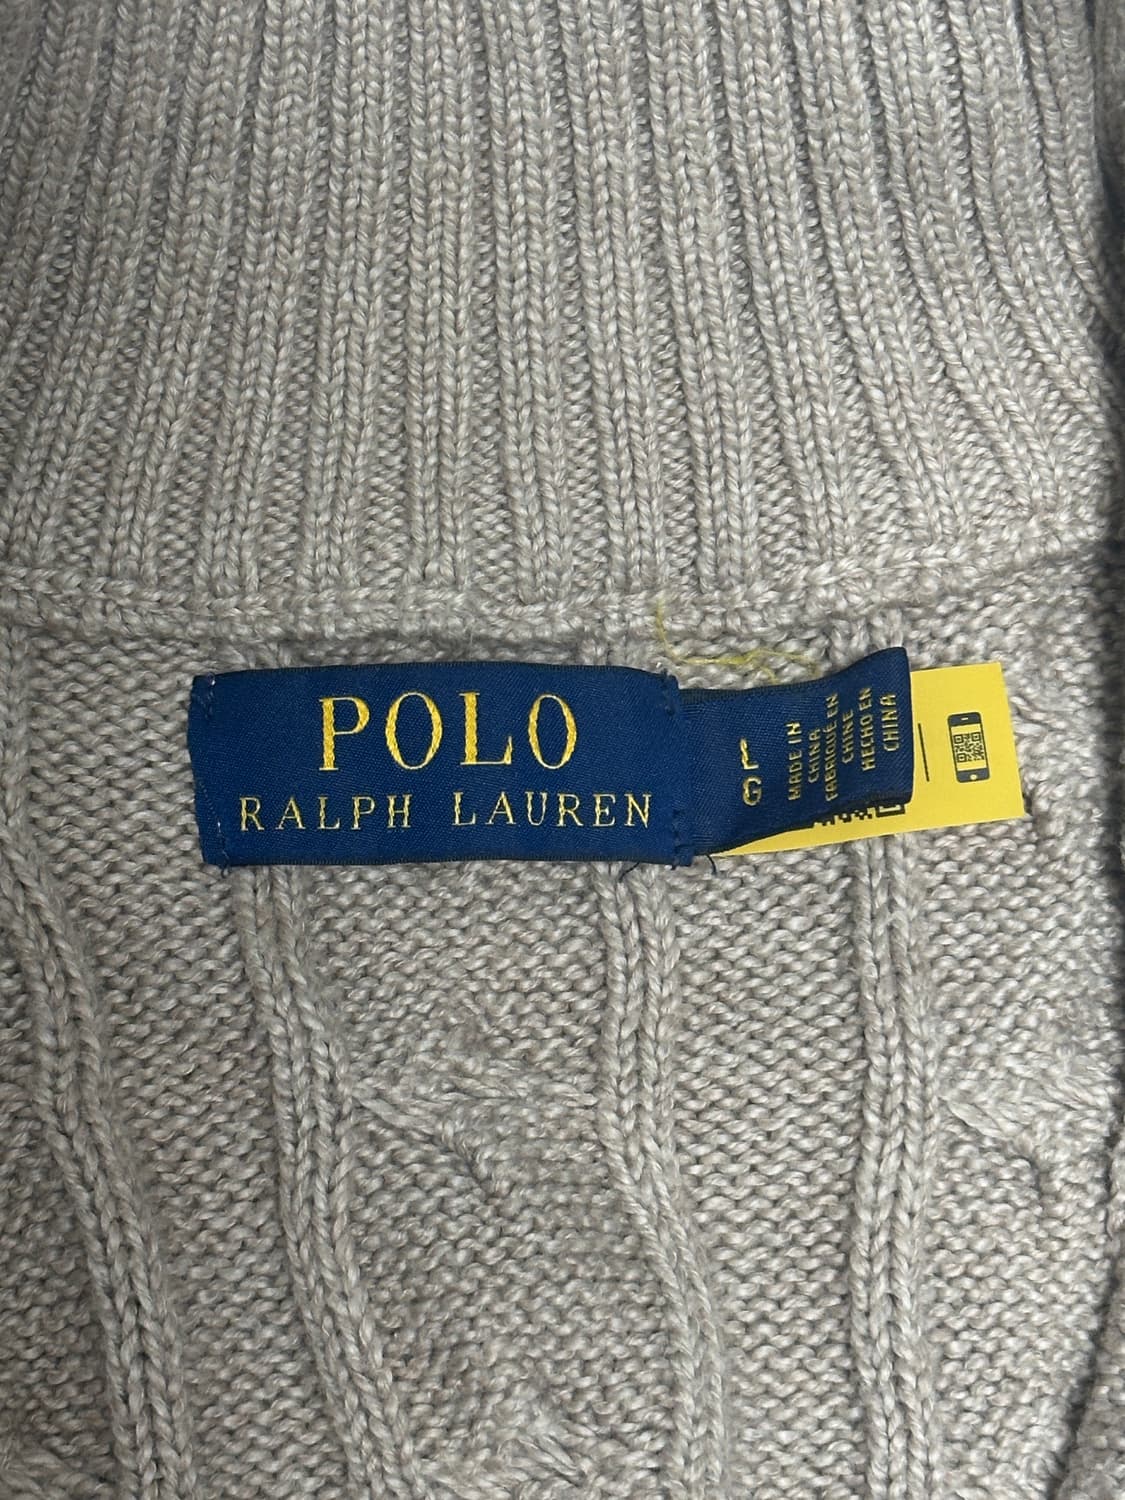 POLO
RALPH LAUREN
L
G
MADE IN
CHINA
FABRIQUÉ EN
CHINE
HECHO EN
CHINA